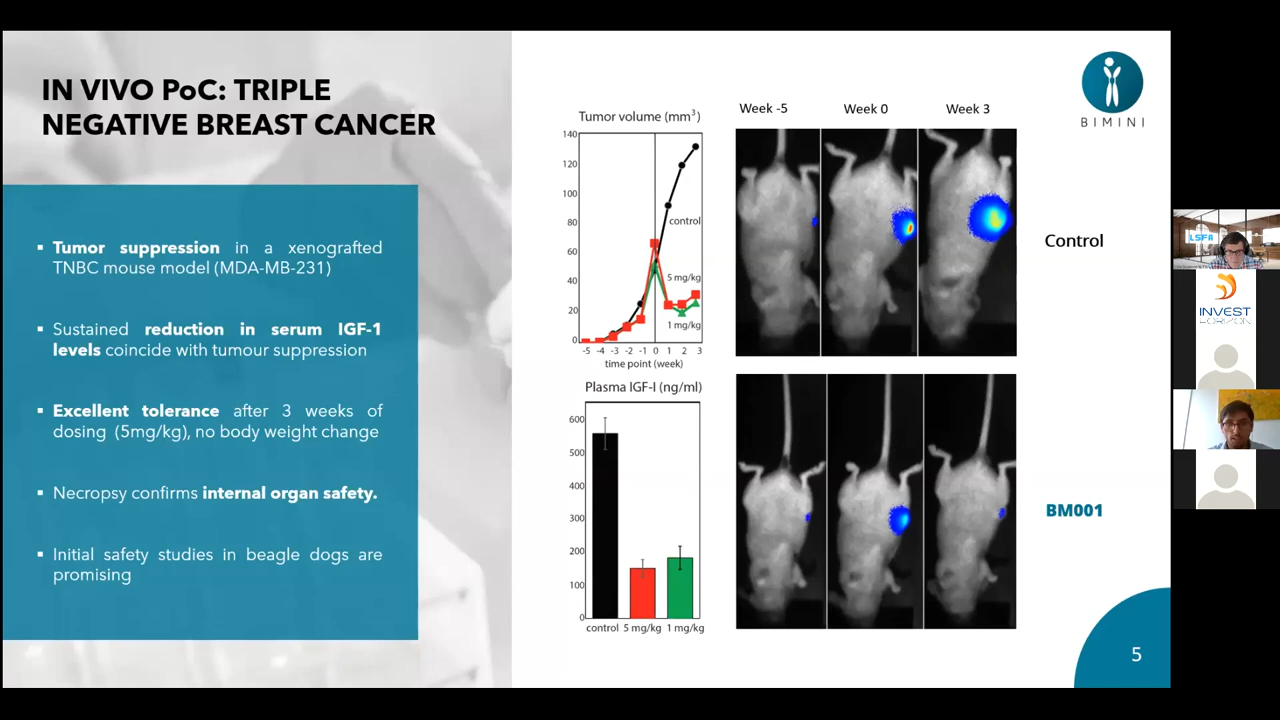 IN VIVO PoC: TRIPLE
NEGATIVE BREAST CANCER
▪ Tumor suppression in a xenografted
TNBC mouse model (MDA-MB-231)
▪ Sustained reduction in serum IGF-1
levels coincide with tumour suppression
▪ Excellent tolerance after 3 weeks of
dosing (5mg/kg), no body weight change
▪ Necropsy confirms internal organ safety.
▪ Initial safety studies in beagle dogs are
promising
Tumor volume (mm³)
140
120
100
80
60
40
20
0
control
5 mg/kg
1 mg/kg
-5 -4 -3 -2 -1 0 1 2 3
time point (week)
Plasma IGF-I (ng/ml)
600
500
400
300
200
100
0
control 5 mg/kg 1 mg/kg
Week -5 Week 0 Week 3
Control
BM001
BIMINI
5
LSFA
INVEST
HORIZON